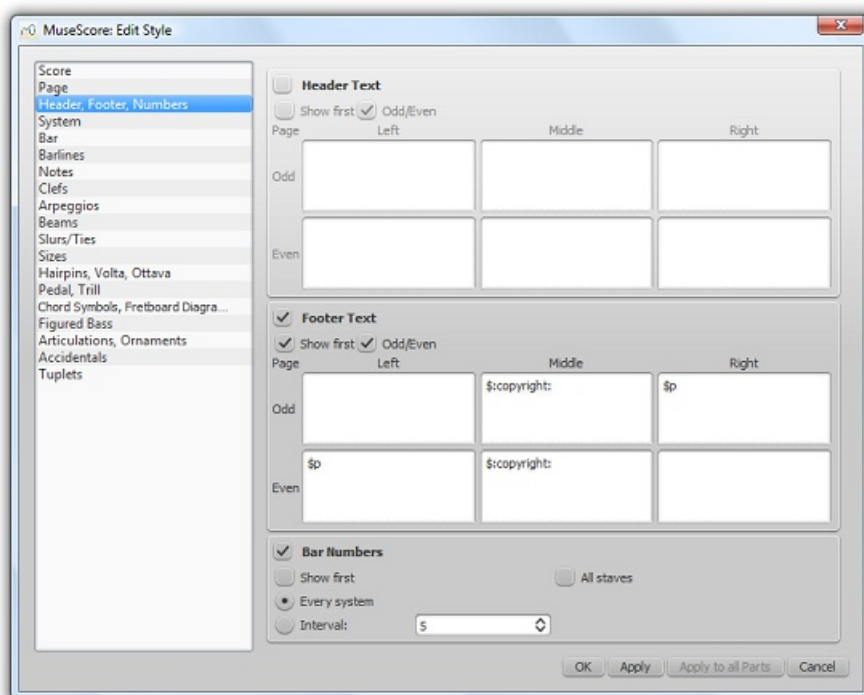 MuseScore: Edit Style
Score
Page
Header, Footer, Numbers
System
Bar
Barlines
Notes
Clefs
Arpeggios
Beams
Slurs/Ties
Sizes
Hairpins, Volta, Ottava
Pedal, Trill
Chord Symbols, Fretboard Diagra...
Figured Bass
Articulations, Ornaments
Accidentals
Tuplets
Header Text
Show first Odd/Even
Page Left Middle Right
Odd
Even
Footer Text
Show first Odd/Even
Page Left Middle Right
Odd $:copyright: $p
Even $p $:copyright:
Bar Numbers
Show first All staves
Every system
Interval: 5
OK Apply Apply to all Parts Cancel